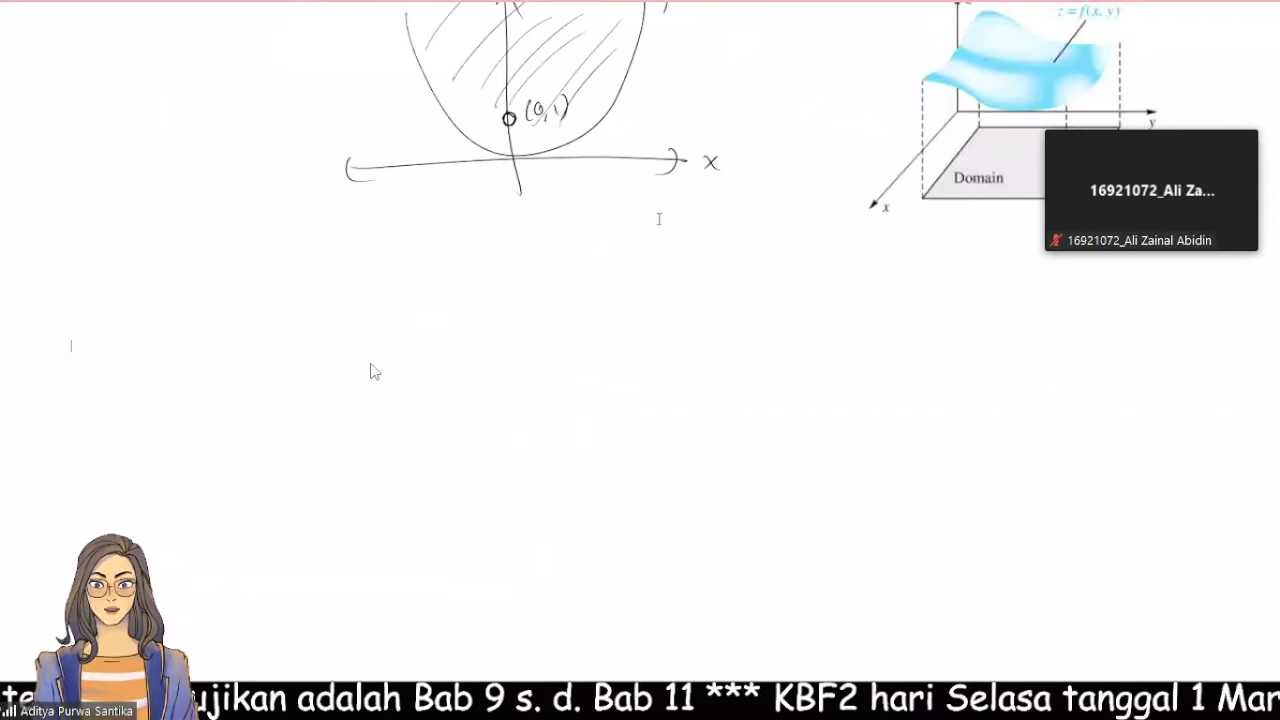 z = f(x, y)
(0,1)
y
x
Domain
16921072_Ali Za...
x
16921072_Ali Zainal Abidin
ujikan adalah Bab 9 s. d. Bab 11 *** KBF2 hari Selasa tanggal 1 Mar
Aditya Purwa Santika